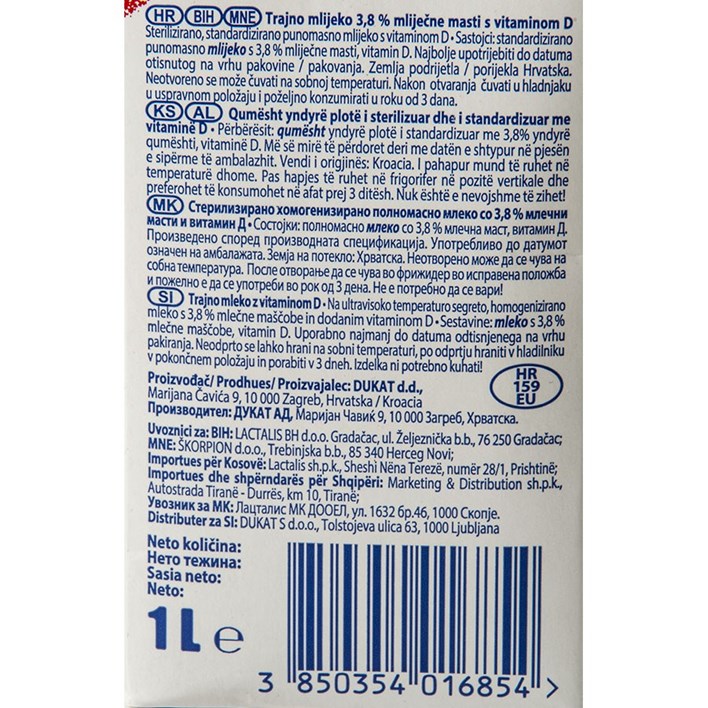 HR BIH MNE Trajno mlijeko 3,8 % mliječne masti s vitaminom D
Sterilizirano, standardizirano punomasno mlijeko s vitaminom D • Sastojci: standardizirano
punomasno mlijeko s 3,8 % mliječne masti, vitamin D. Najbolje upotrijebiti do datuma
otisnutog na vrhu pakovine / pakovanja. Zemlja podrijetla / porijekla Hrvatska.
Neotvoreno se može čuvati na sobnoj temperaturi. Nakon otvaranja čuvati u hladnjaku
u uspravnom položaju i poželjno konzumirati u roku od 3 dana.
KS AL Qumësht yndyrë plotë i sterilizuar dhe i standardizuar me
vitaminë D • Përbërësit: qumësht yndyrë plotë i standardizuar me 3,8% yndyrë
qumështi, vitaminë D. Më së mirë të përdoret deri me datën e shtypur në pjesën
e sipërme të ambalazhit. Vendi i origjinës: Kroacia. I pahapur mund të ruhet në
temperaturë dhome. Pas hapjes të ruhet në frigorifer në pozitë vertikale dhe
preferohet të konsumohet në afat prej 3 ditësh. Nuk është e nevojshme të zihet!
MK Стерилизирано хомогенизирано полномасно млеко со 3,8 % млечни
масти и витамин Д • Состојки: полномасно млеко со 3,8 % млечна маст, витамин Д.
Произведено според производната спецификација. Употребливо до датумот
означен на амбалажата. Земја на потекло: Хрватска. Неотворено може да се чува на
собна температура. После отворање да се чува во фрижидер во исправена положба
и пожелно е да се употреби во рок од 3 дена. Не е потребно да се вари!
SI Trajno mleko z vitaminom D • Na ultravisoko temperaturo segreto, homogenizirano
mleko s 3,8 % mlečne maščobe in dodanim vitaminom D • Sestavine: mleko s 3,8 %
mlečne maščobe, vitamin D. Uporabno najmanj do datuma odtisnjenega na vrhu
pakiranja. Neodprto se lahko hrani na sobni temperaturi, po odprtju hraniti v hladilniku
v pokončnem položaju in porabiti v 3 dneh. Izdelka ni potrebno kuhati!
Proizvođač/ Prodhues/ Proizvajalec: DUKAT d.d.,
Marijana Čavića 9, 10 000 Zagreb, Hrvatska / Kroacia
Производител: ДУКАТ АД, Маријан Чавиќ 9, 10 000 Загреб, Хрватска.
HR
159
EU
Uvoznici za: BIH: LACTALIS BH d.o.o. Gradačac, ul. Željeznička b.b., 76 250 Gradačac;
MNE: ŠKORPION d.o.o., Trebinjska b.b., 85 340 Herceg Novi;
Importues për Kosovë: Lactalis sh.p.k., Sheshi Nëna Terezë, numër 28/1, Prishtinë;
Importues dhe shpërndarës për Shqipëri: Marketing & Distribution sh.p.k.,
Autostrada Tiranë - Durrës, km 10, Tiranë;
Увозник за МК: Лацталис МК ДООЕЛ, ул. 1632 бр.46, 1000 Скопје.
Distributer za SI: DUKAT S d.o.o., Tolstojeva ulica 63, 1000 Ljubljana
Neto količina:
Нето тежина:
Sasia neto:
Neto:
1L e
3 850354 016854 >